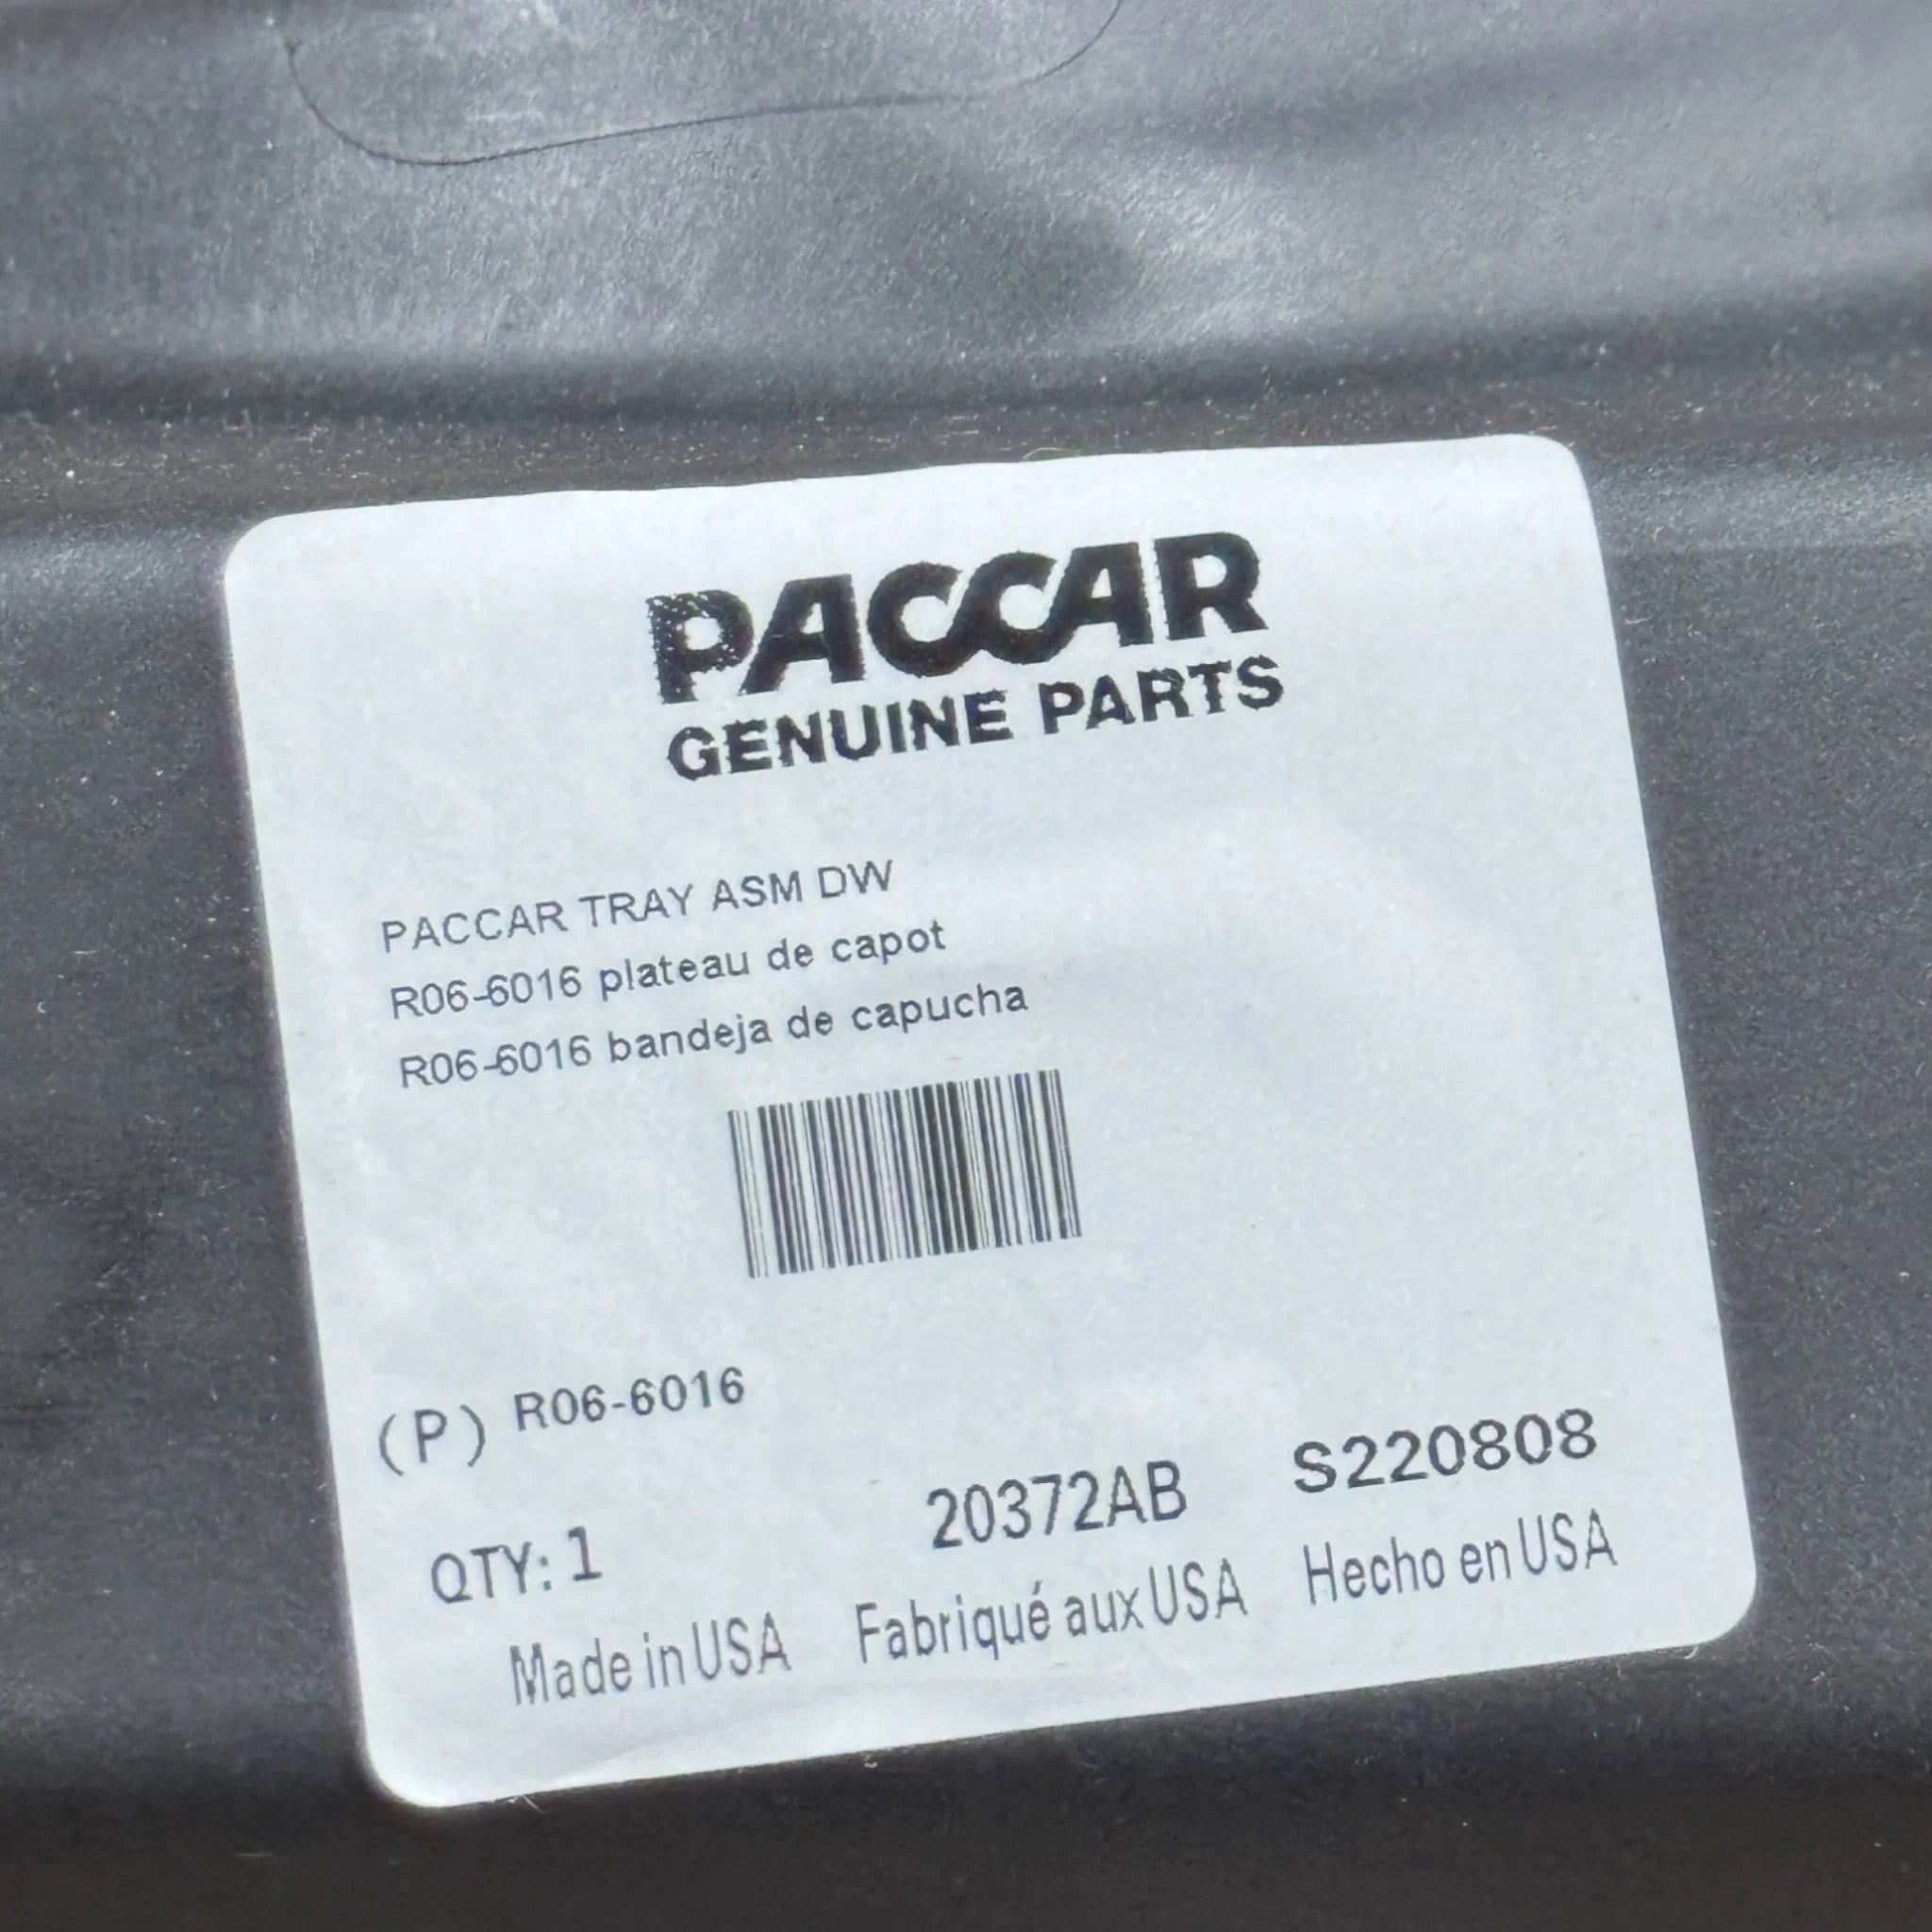 PACCAR
GENUINE PARTS
PACCAR TRAY ASM DW
R06-6016 plateau de capot
R06-6016 bandeja de capucha
(P) R06-6016
QTY: 1 20372AB S220808
Made in USA Fabriqué aux USA Hecho en USA